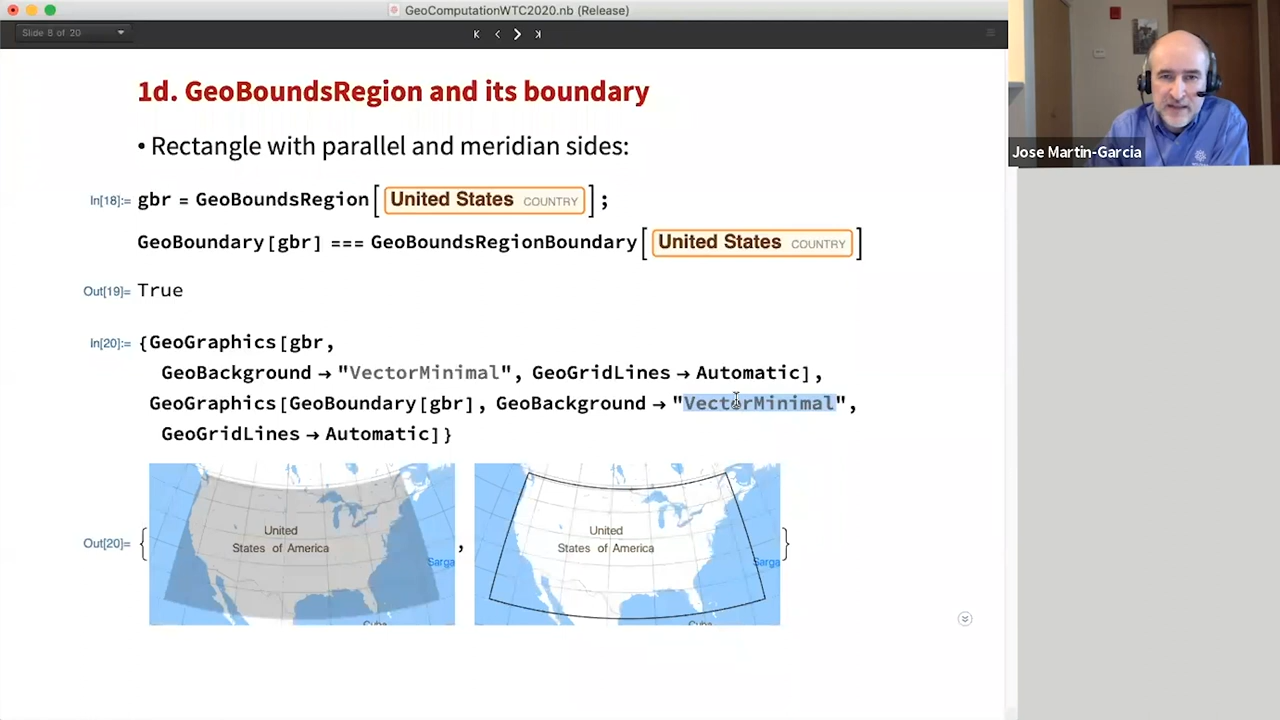 GeoComputationWTC2020.nb (Release)
Slide 8 of 20
Jose Martin-Garcia
1d. GeoBoundsRegion and its boundary
• Rectangle with parallel and meridian sides:
In[18]:= gbr = GeoBoundsRegion[ United States COUNTRY ];
GeoBoundary[gbr] === GeoBoundsRegionBoundary[ United States COUNTRY ]
Out[19]= True
In[20]:= {GeoGraphics[gbr,
GeoBackground → "VectorMinimal", GeoGridLines → Automatic],
GeoGraphics[GeoBoundary[gbr], GeoBackground → "VectorMinimal",
GeoGridLines → Automatic]}
Out[20]= { , }
United
States of America
Sarga
Cuba
United
States of America
Sarga
Cuba